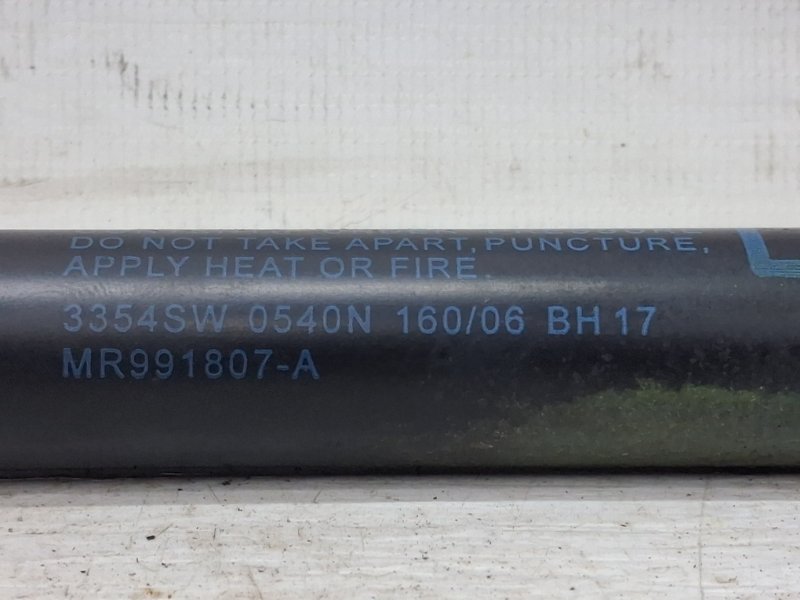 DO NOT TAKE APART, PUNCTURE,
APPLY HEAT OR FIRE.
3354SW 0540N 160/06 BH 17
MR991807-A